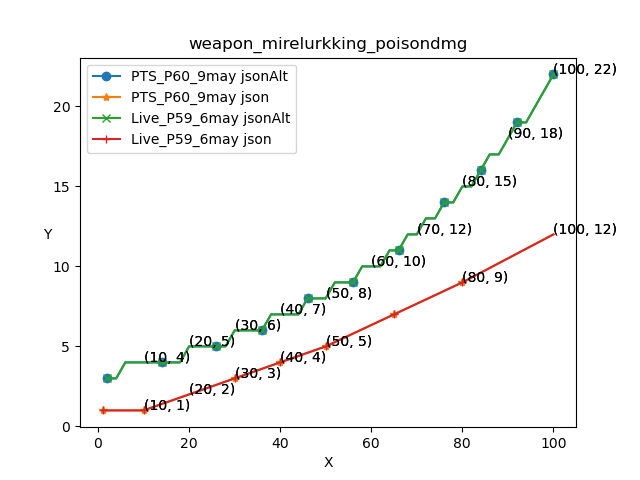 weapon_mirelurkking_poisondmg
PTS_P60_9may jsonAlt
PTS_P60_9may json
Live_P59_6may jsonAlt
Live_P59_6may json
Y
20
15
10
5
0
(100, 22)
(90, 18)
(80, 15)
(70, 12)
(60, 10)
(50, 8)
(40, 7)
(30, 6)
(20, 5)
(10, 4)
(100, 12)
(80, 9)
(50, 5)
(40, 4)
(30, 3)
(20, 2)
(10, 1)
0 20 40 60 80 100
X